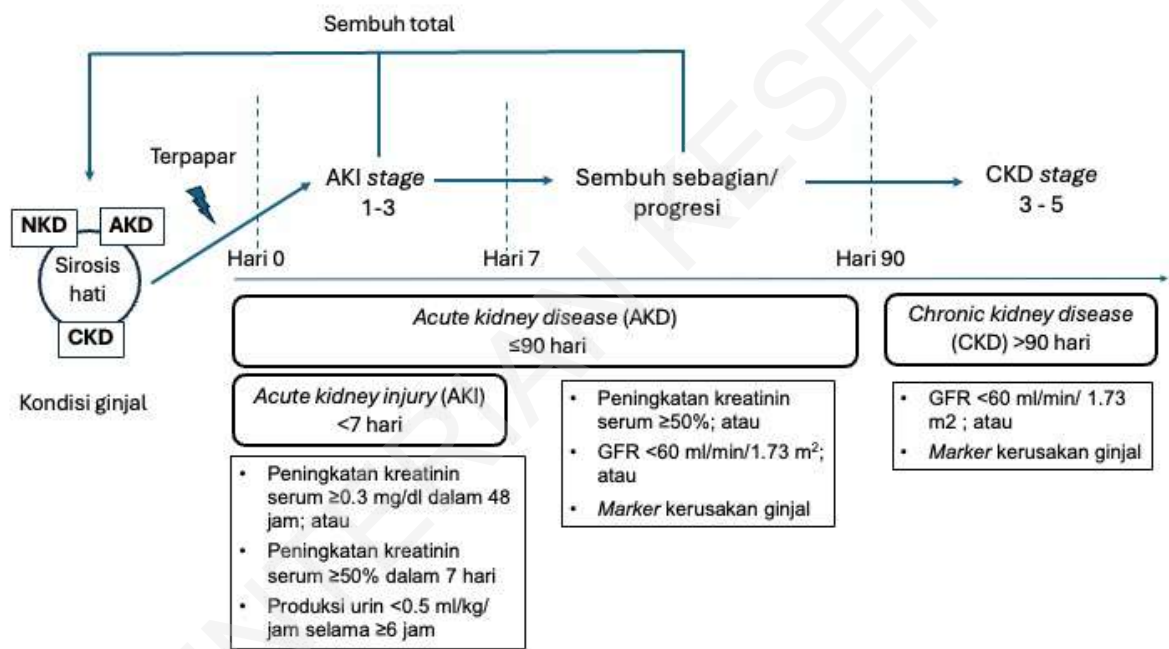 Sembuh total
Terpapar
AKI stage
1-3
Sembuh sebagian/
progresi
CKD stage
3 - 5
NKD
AKD
Sirosis
hati
CKD
Kondisi ginjal
Hari 0
Hari 7
Hari 90
Acute kidney disease (AKD)
≤90 hari
Chronic kidney disease
(CKD) >90 hari
Acute kidney injury (AKI)
<7 hari
• Peningkatan kreatinin
serum ≥0.3 mg/dl dalam 48
jam; atau
• Peningkatan kreatinin
serum ≥50% dalam 7 hari
• Produksi urin <0.5 ml/kg/
jam selama ≥6 jam
• Peningkatan kreatinin
serum ≥50%; atau
• GFR <60 ml/min/1.73 m²;
atau
• Marker kerusakan ginjal
• GFR <60 ml/min/ 1.73
m2 ; atau
• Marker kerusakan ginjal